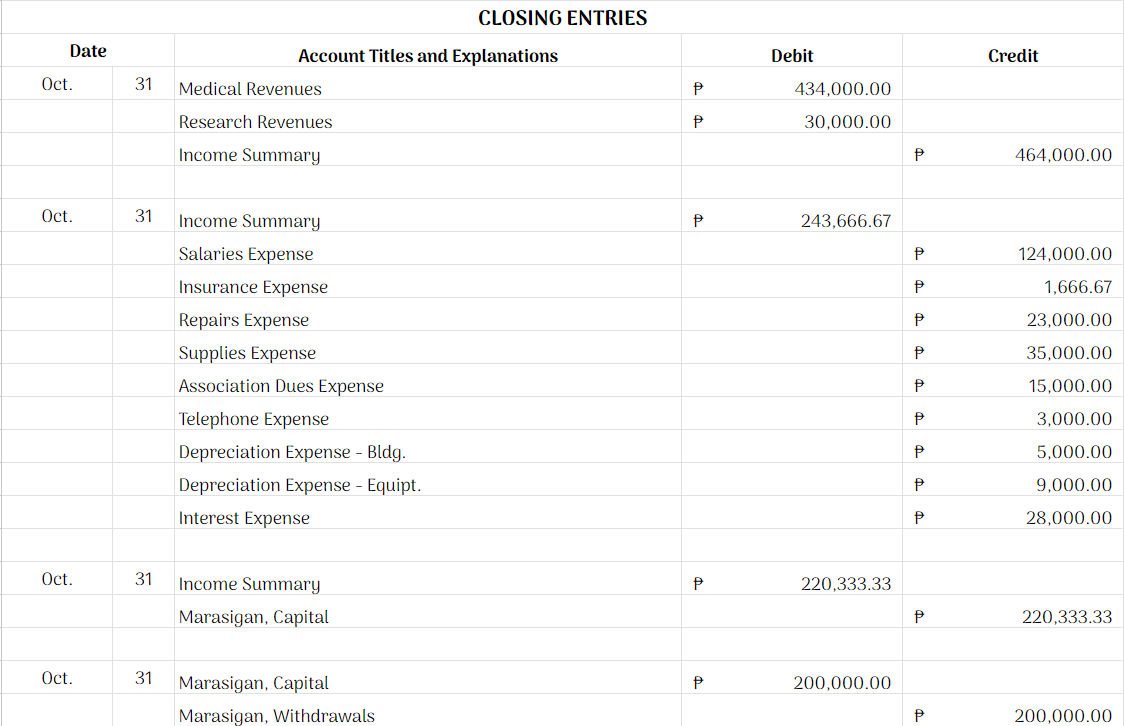 CLOSING ENTRIES
Date Account Titles and Explanations Debit Credit
Oct. 31 Medical Revenues ₱ 434,000.00
Research Revenues ₱ 30,000.00
Income Summary ₱ 464,000.00
Oct. 31 Income Summary ₱ 243,666.67
Salaries Expense ₱ 124,000.00
Insurance Expense ₱ 1,666.67
Repairs Expense ₱ 23,000.00
Supplies Expense ₱ 35,000.00
Association Dues Expense ₱ 15,000.00
Telephone Expense ₱ 3,000.00
Depreciation Expense - Bldg. ₱ 5,000.00
Depreciation Expense - Equipt. ₱ 9,000.00
Interest Expense ₱ 28,000.00
Oct. 31 Income Summary ₱ 220,333.33
Marasigan, Capital ₱ 220,333.33
Oct. 31 Marasigan, Capital ₱ 200,000.00
Marasigan, Withdrawals ₱ 200,000.00